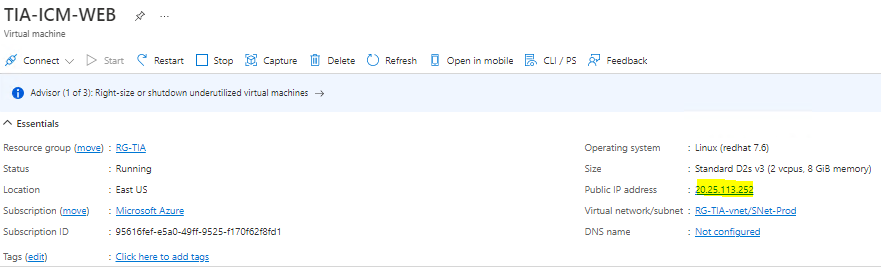 TIA-ICM-WEB
Virtual machine
Connect Start Restart Stop Capture Delete Refresh Open in mobile CLI / PS Feedback
Advisor (1 of 3): Right-size or shutdown underutilized virtual machines →
Essentials
Resource group (move) : RG-TIA Operating system : Linux (redhat 7.6)
Status : Running Size : Standard D2s v3 (2 vcpus, 8 GiB memory)
Location : East US Public IP address : 20.25.113.252
Subscription (move) : Microsoft Azure Virtual network/subnet : RG-TIA-vnet/SNet-Prod
Subscription ID : 95616fef-e5a0-49ff-9525-f170f62f8fd1 DNS name : Not configured
Tags (edit) : Click here to add tags